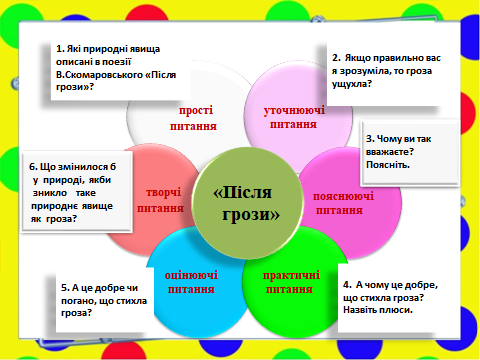 1. Які природні явища
описані в поезії
В.Скомаровського «Після
грози»?
2. Якщо правильно вас
я зрозуміла, то гроза
ущухла?
прості
питання
уточнюючі
питання
3. Чому ви так
вважаєте?
Поясніть.
6. Що змінилося б
у природі, якби
зникло таке
природнє явище
як гроза?
творчі
питання
«Після
грози»
пояснюючі
питання
оцінюючі
питання
практичні
питання
5. А це добре чи
погано, що стихла
гроза?
4. А чому це добре,
що стихла гроза?
Назвіть плюси.